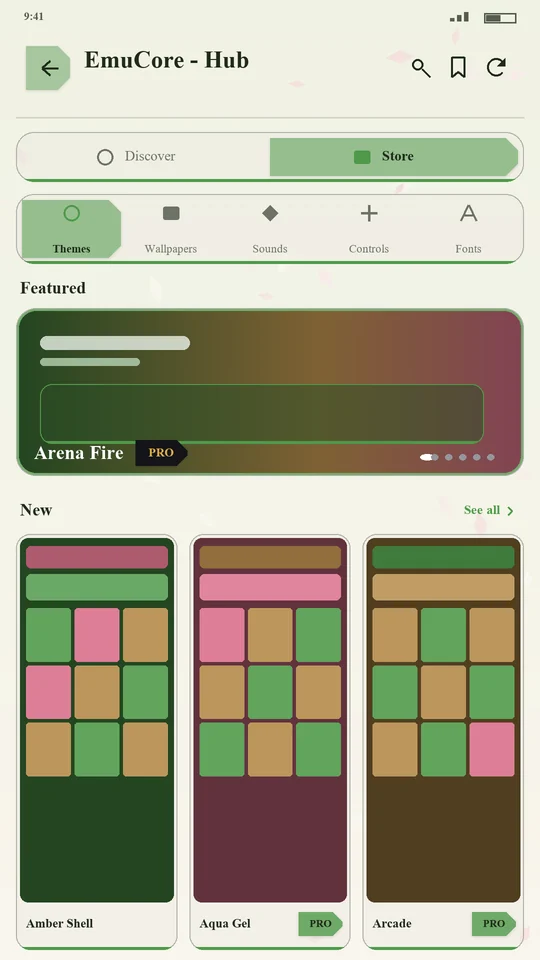 9:41
EmuCore - Hub
Discover
Store
Themes
Wallpapers
Sounds
Controls
Fonts
Featured
Arena Fire
PRO
New
See all
Amber Shell
Aqua Gel
PRO
Arcade
PRO